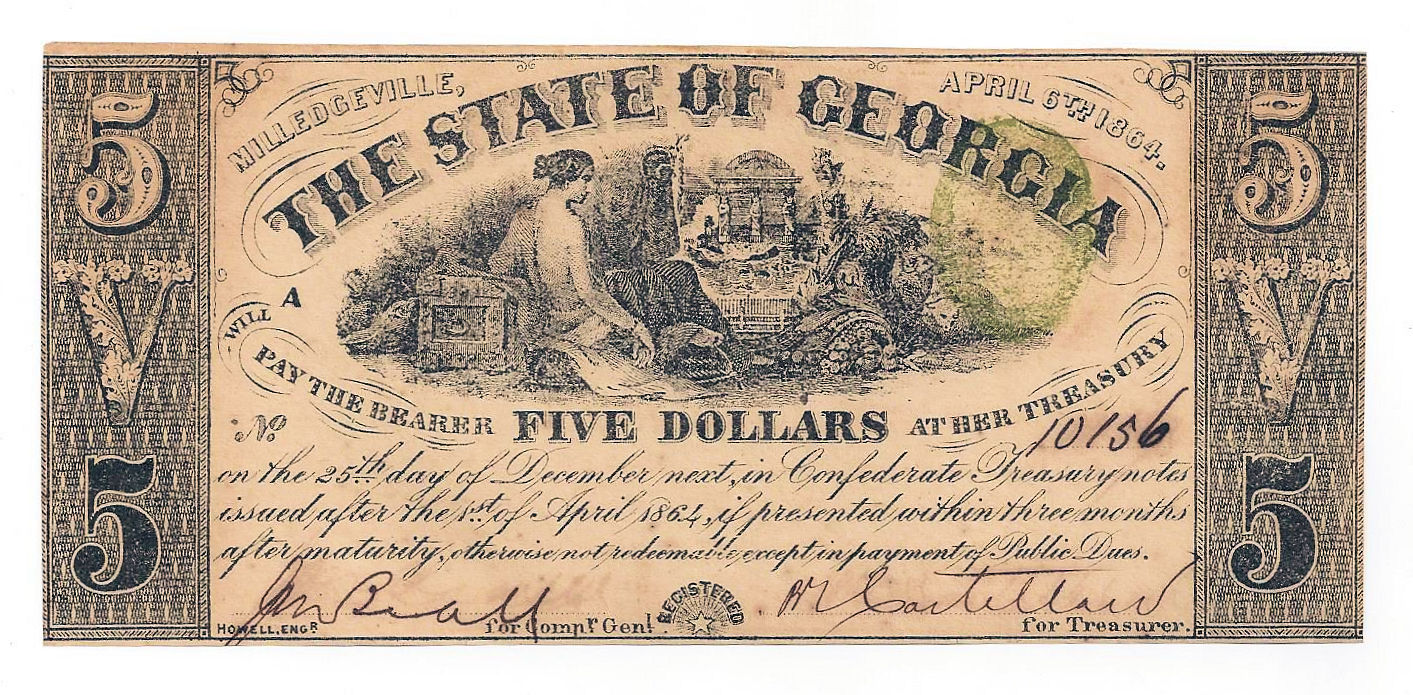 MILLEDGEVILLE,
APRIL 6TH 1864.
THE STATE OF GEORGIA
5
V
5
5
V
5
A
WILL
PAY THE BEARER FIVE DOLLARS AT HER TREASURY
No 10156
on the 25th day of December next, in Confederate Treasury notes
issued after the 1st of April 1864, if presented within three months
after maturity, otherwise not redeemable except in payment of Public Dues.
Beall
REGISTERED
HOWELL, ENGR
for Compr Genl
for Treasurer.